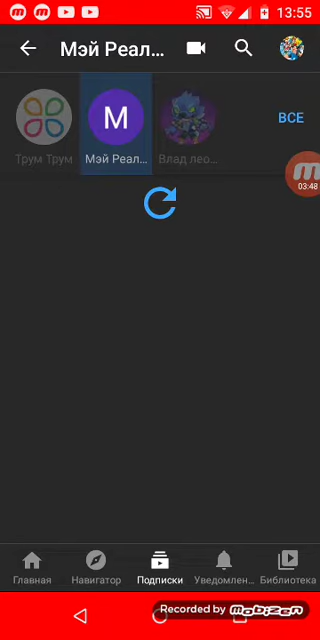 13:55
Мэй Реал...
Трум Трум
Мэй Реал...
Влад лео...
ВСЕ
M
03:48
Главная
Навигатор
Подписки
Уведомлен...
Библиотека
Recorded by mobizen